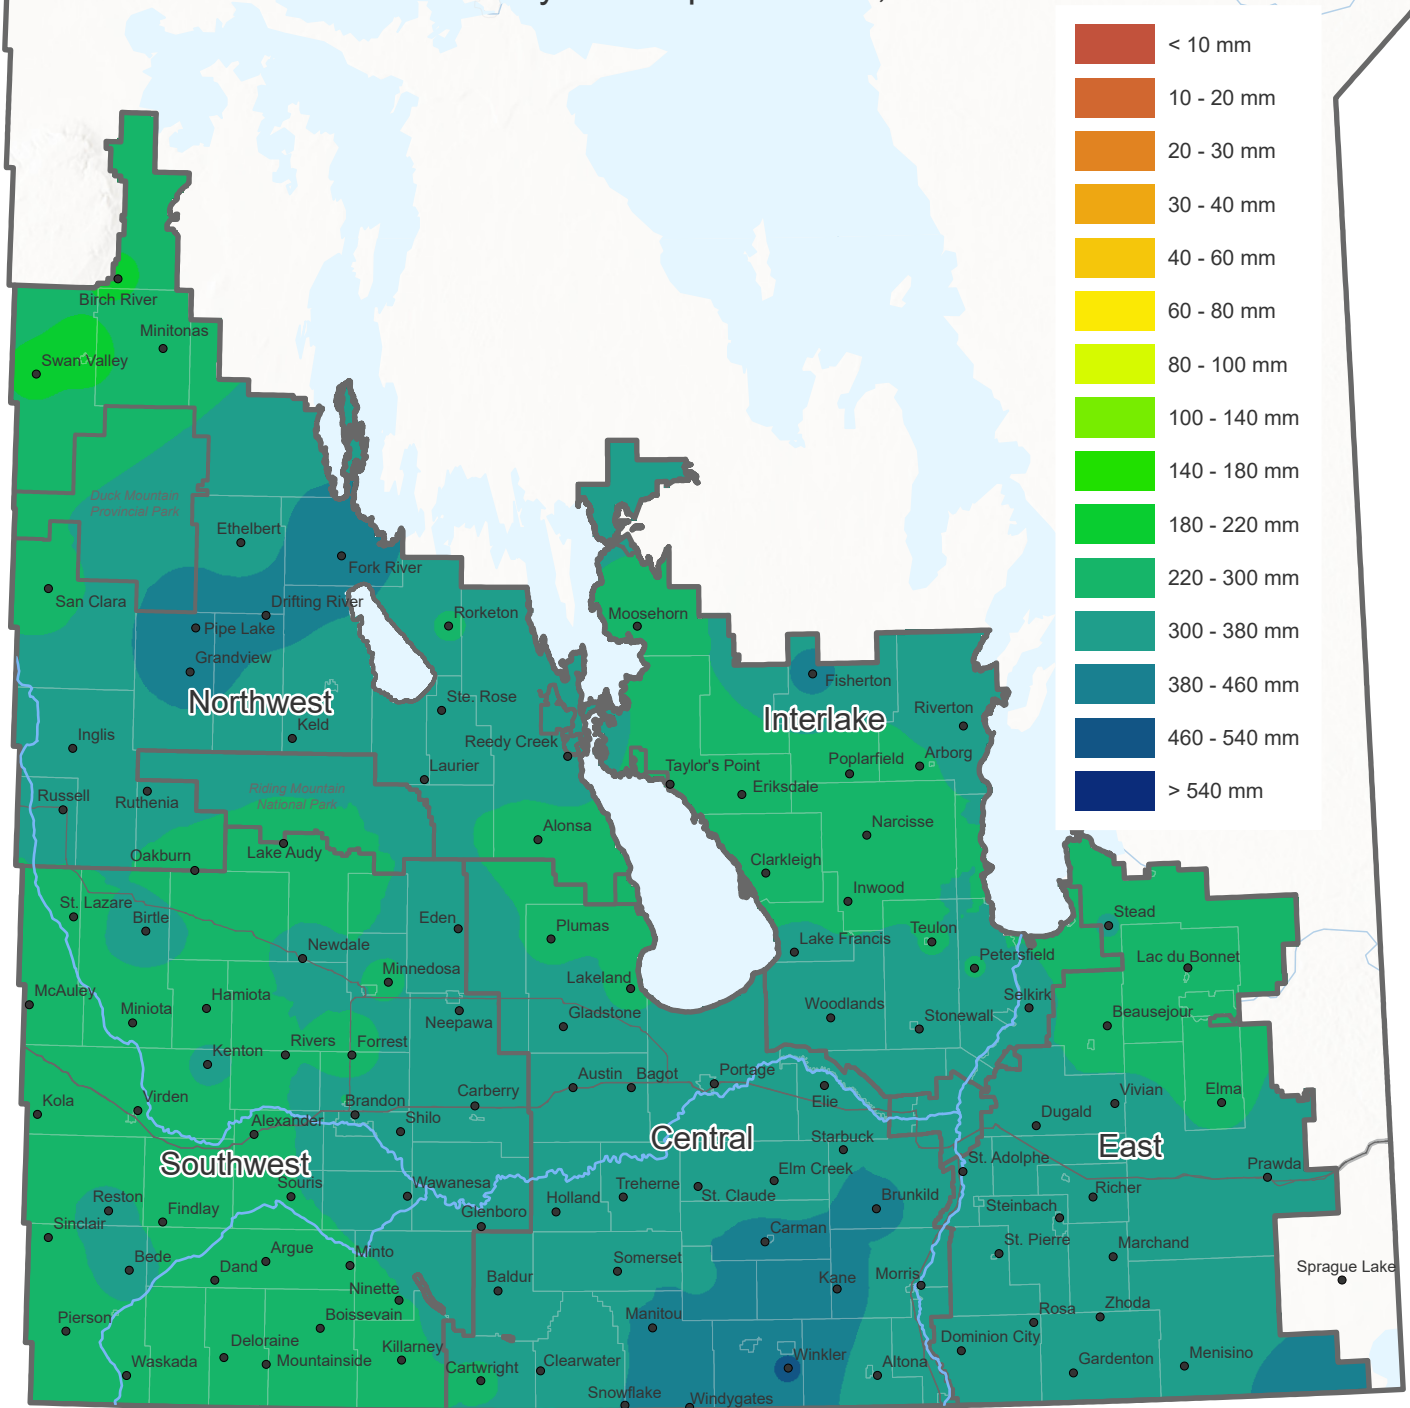 < 10 mm
10 - 20 mm
20 - 30 mm
30 - 40 mm
40 - 60 mm
60 - 80 mm
80 - 100 mm
100 - 140 mm
140 - 180 mm
180 - 220 mm
220 - 300 mm
300 - 380 mm
380 - 460 mm
460 - 540 mm
> 540 mm
Birch River
Minitonas
Swan Valley
Duck Mountain
Provincial Park
Ethelbert
Fork River
San Clara
Drifting River
Rorketon
Moosehorn
Pipe Lake
Grandview
Fisherton
Northwest
Ste. Rose
Interlake
Riverton
Inglis
Keld
Reedy Creek
Arborg
Poplarfield
Laurier
Taylor's Point
Eriksdale
Russell
Ruthenia
Riding Mountain
National Park
Narcisse
Alonsa
Oakburn
Lake Audy
Clarkleigh
Inwood
St. Lazare
Birtle
Eden
Stead
Plumas
Teulon
Newdale
Lake Francis
Petersfield
Lac du Bonnet
Minnedosa
Lakeland
McAuley
Miniota
Hamiota
Selkirk
Woodlands
Neepawa
Gladstone
Stonewall
Beausejour
Rivers
Forrest
Kenton
Austin
Bagot
Portage
Kola
Virden
Carberry
Elie
Vivian
Elma
Brandon
Shilo
Dugald
Alexander
Central
Starbuck
East
Southwest
St. Adolphe
Prawda
Elm Creek
Souris
Wawanesa
Treherne
St. Claude
Richer
Reston
Holland
Brunkild
Steinbach
Findlay
Glenboro
Sinclair
Carman
St. Pierre
Marchand
Argue
Minto
Bede
Dand
Somerset
Sprague Lake
Baldur
Kane
Morris
Ninette
Boissevain
Manitou
Zhoda
Rosa
Pierson
Deloraine
Dominion City
Killarney
Winkler
Menisino
Waskada
Mountainside
Cartwright
Clearwater
Altona
Gardenton
Snowflake
Windygates